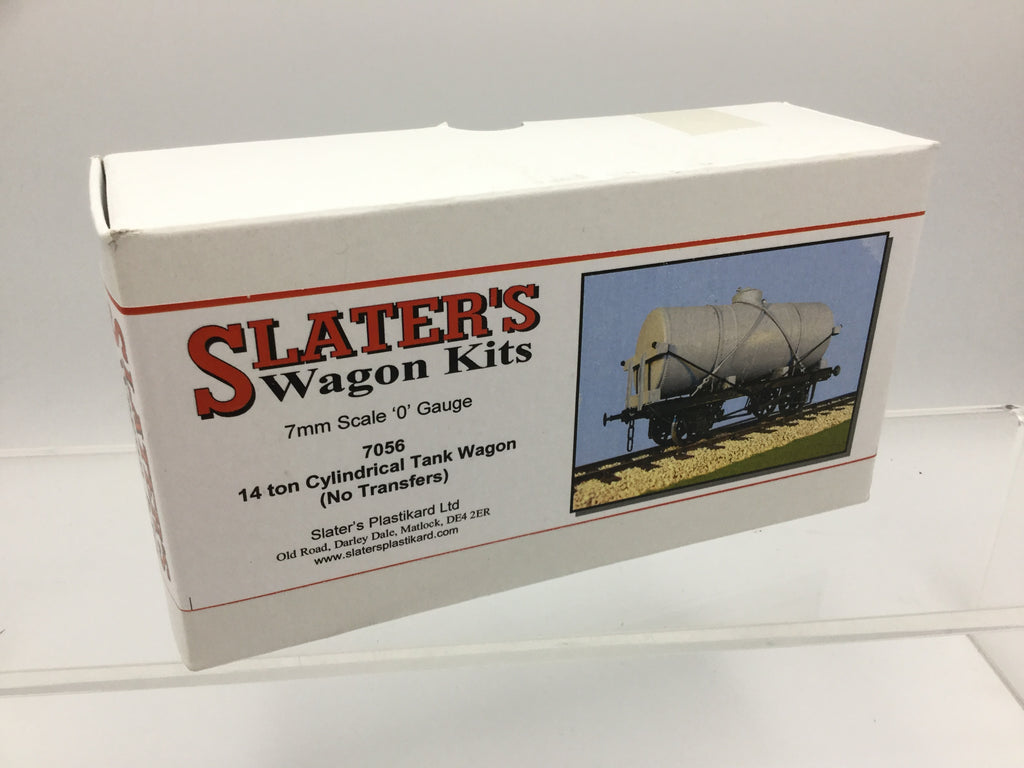 SLATER'S
Wagon Kits
7mm Scale ‘0’ Gauge
7056
14 ton Cylindrical Tank Wagon
(No Transfers)
Slater's Plastikard Ltd
Old Road, Darley Dale, Matlock, DE4 2ER
www.slatersplastikard.com